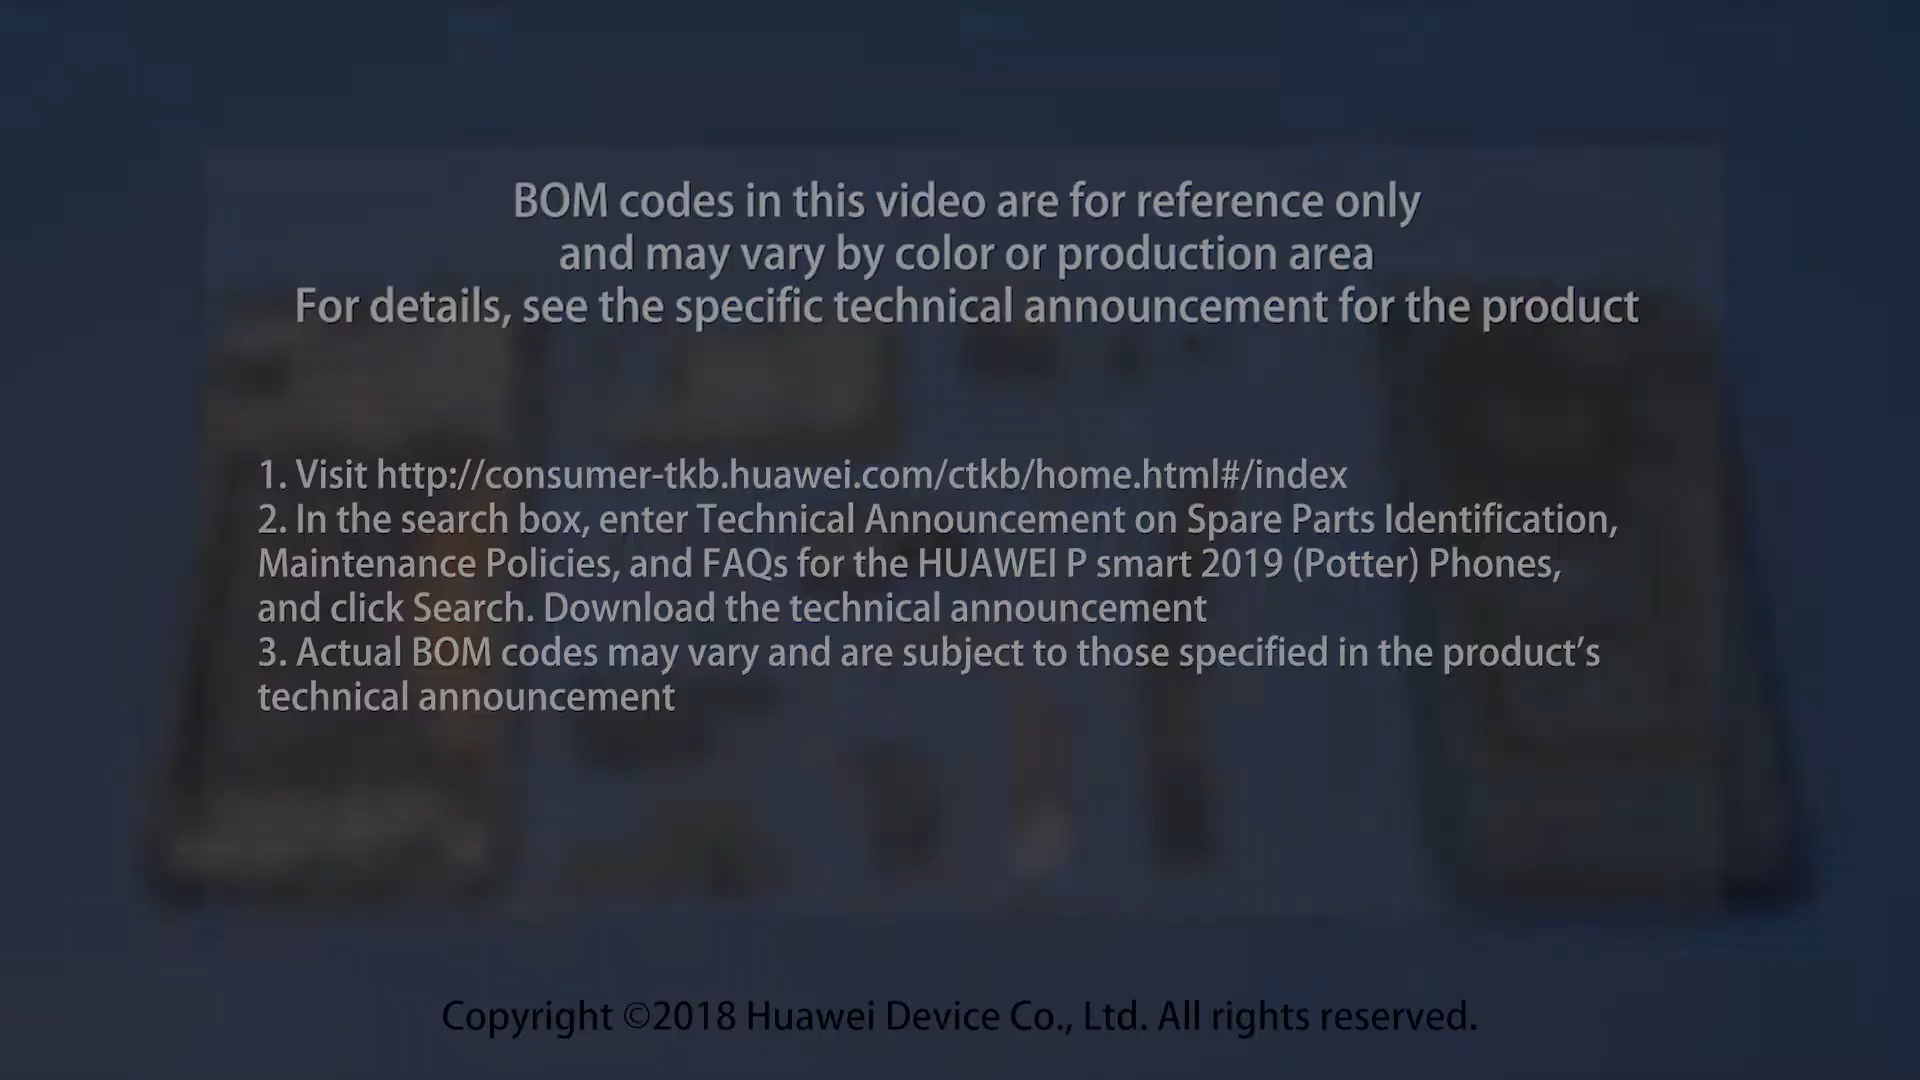 BOM codes in this video are for reference only
and may vary by color or production area
For details, see the specific technical announcement for the product
1. Visit http://consumer-tkb.huawei.com/ctkb/home.html#/index
2. In the search box, enter Technical Announcement on Spare Parts Identification,
Maintenance Policies, and FAQs for the HUAWEI P smart 2019 (Potter) Phones,
and click Search. Download the technical announcement
3. Actual BOM codes may vary and are subject to those specified in the product’s
technical announcement
Copyright ©2018 Huawei Device Co., Ltd. All rights reserved.